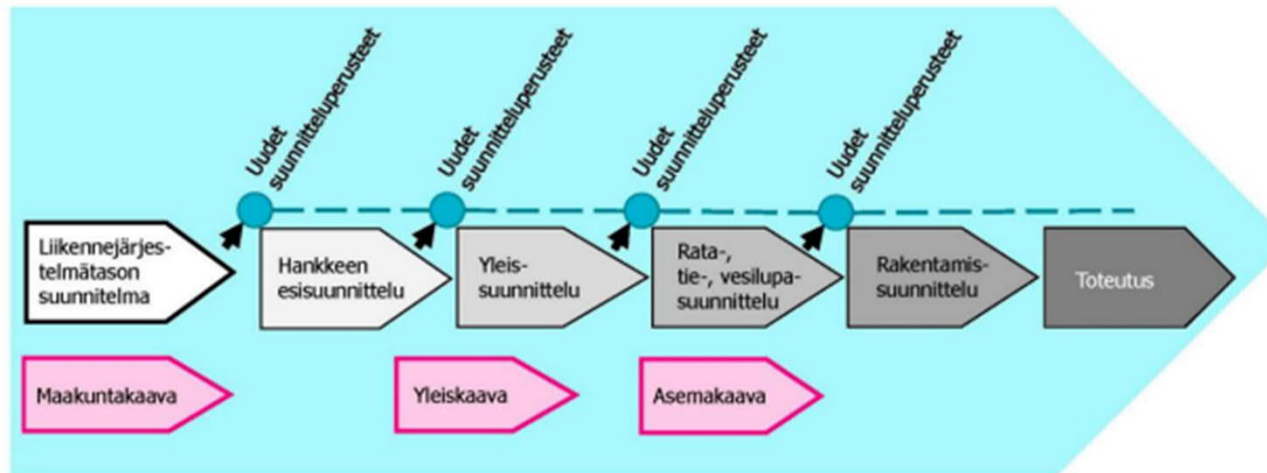 Uudet
suunnitteluperusteet
Uudet
suunnitteluperusteet
Uudet
suunnitteluperusteet
Uudet
suunnitteluperusteet
Liikennejärjes-
telmätason
suunnitelma
Hankkeen
esisuunnittelu
Yleis-
suunnittelu
Rata-,
tie-, vesilupa-
suunnittelu
Rakentamis-
suunnittelu
Toteutus
Maakuntakaava
Yleiskaava
Asemakaava